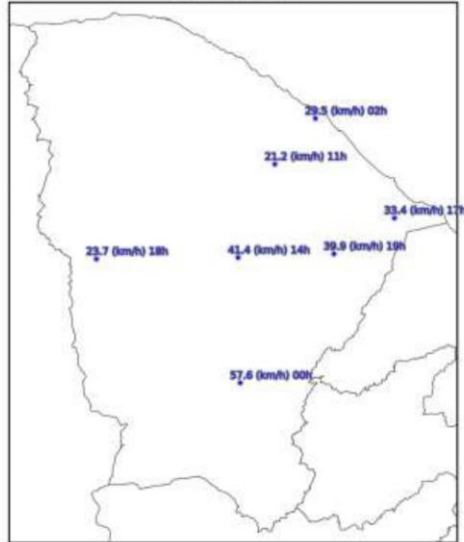 29.5 (km/h) 02h
21.2 (km/h) 11h
33.4 (km/h) 17h
39.9 (km/h) 19h
23.7 (km/h) 18h
41.4 (km/h) 14h
57.6 (km/h) 00h